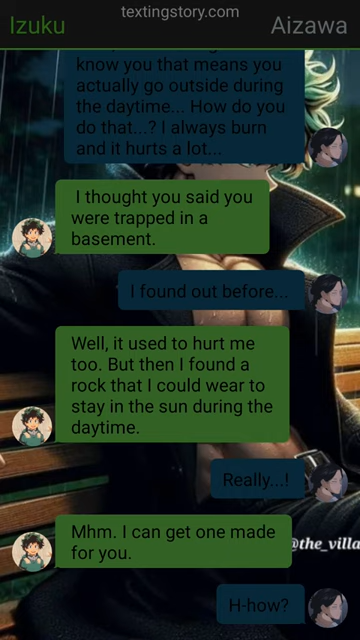 textingstory.com
Izuku
Aizawa
know you that means you
actually go outside during
the daytime... How do you
do that...? I always burn
and it hurts a lot...
I thought you said you
were trapped in a
basement.
I found out before...
Well, it used to hurt me
too. But then I found a
rock that I could wear to
stay in the sun during the
daytime.
Really...!
Mhm. I can get one made
for you.
@the_villa
H-how?